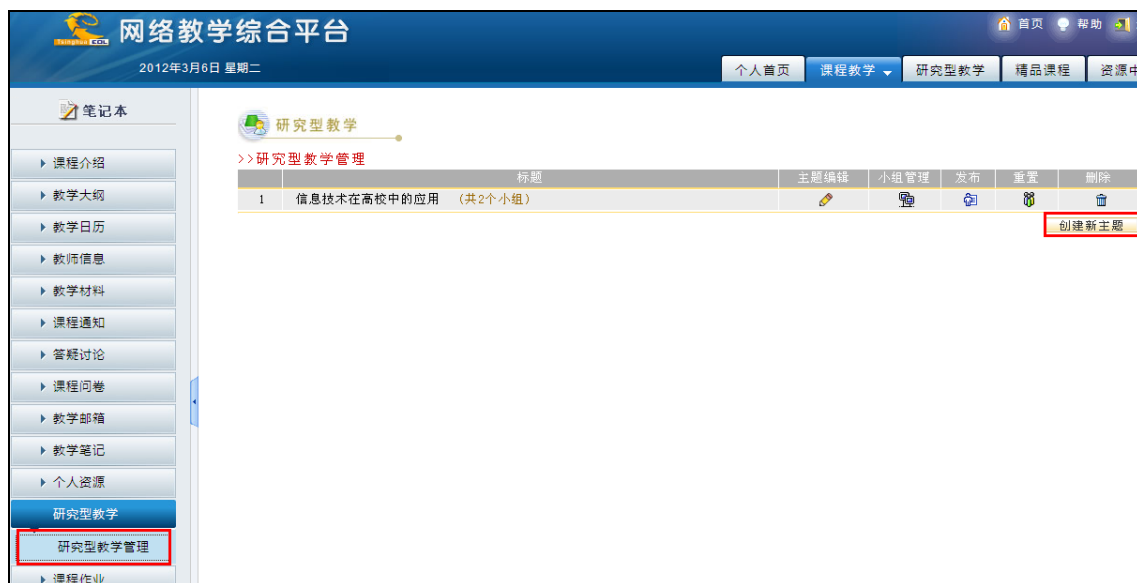 网络教学综合平台
首页 帮助
2012年3月6日 星期二
个人首页 课程教学 研究型教学 精品课程 资源中
笔记本
研究型教学
>>研究型教学管理
标题 主题编辑 小组管理 发布 重置 删除
1 信息技术在高校中的应用 (共2个小组)
创建新主题
课程介绍
教学大纲
教学日历
教师信息
教学材料
课程通知
答疑讨论
课程问卷
教学邮箱
教学笔记
个人资源
研究型教学
研究型教学管理
课程作业